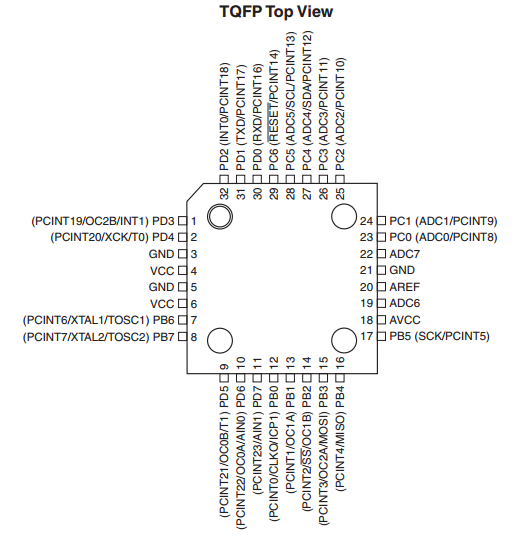 TQFP Top View
PD2 (INT0/PCINT18)
PD1 (TXD/PCINT17)
PD0 (RXD/PCINT16)
PC6 (RESET/PCINT14)
PC5 (ADC5/SCL/PCINT13)
PC4 (ADC4/SDA/PCINT12)
PC3 (ADC3/PCINT11)
PC2 (ADC2/PCINT10)
32
31
30
29
28
27
26
25
(PCINT19/OC2B/INT1) PD3 1
(PCINT20/XCK/T0) PD4 2
GND 3
VCC 4
GND 5
VCC 6
(PCINT6/XTAL1/TOSC1) PB6 7
(PCINT7/XTAL2/TOSC2) PB7 8
24 PC1 (ADC1/PCINT9)
23 PC0 (ADC0/PCINT8)
22 ADC7
21 GND
20 AREF
19 ADC6
18 AVCC
17 PB5 (SCK/PCINT5)
9
10
11
12
13
14
15
16
(PCINT21/OC0B/T1) PD5
(PCINT22/OC0A/AIN0) PD6
(PCINT23/AIN1) PD7
(PCINT0/CLKO/ICP1) PB0
(PCINT1/OC1A) PB1
(PCINT2/SS/OC1B) PB2
(PCINT3/OC2A/MOSI) PB3
(PCINT4/MISO) PB4